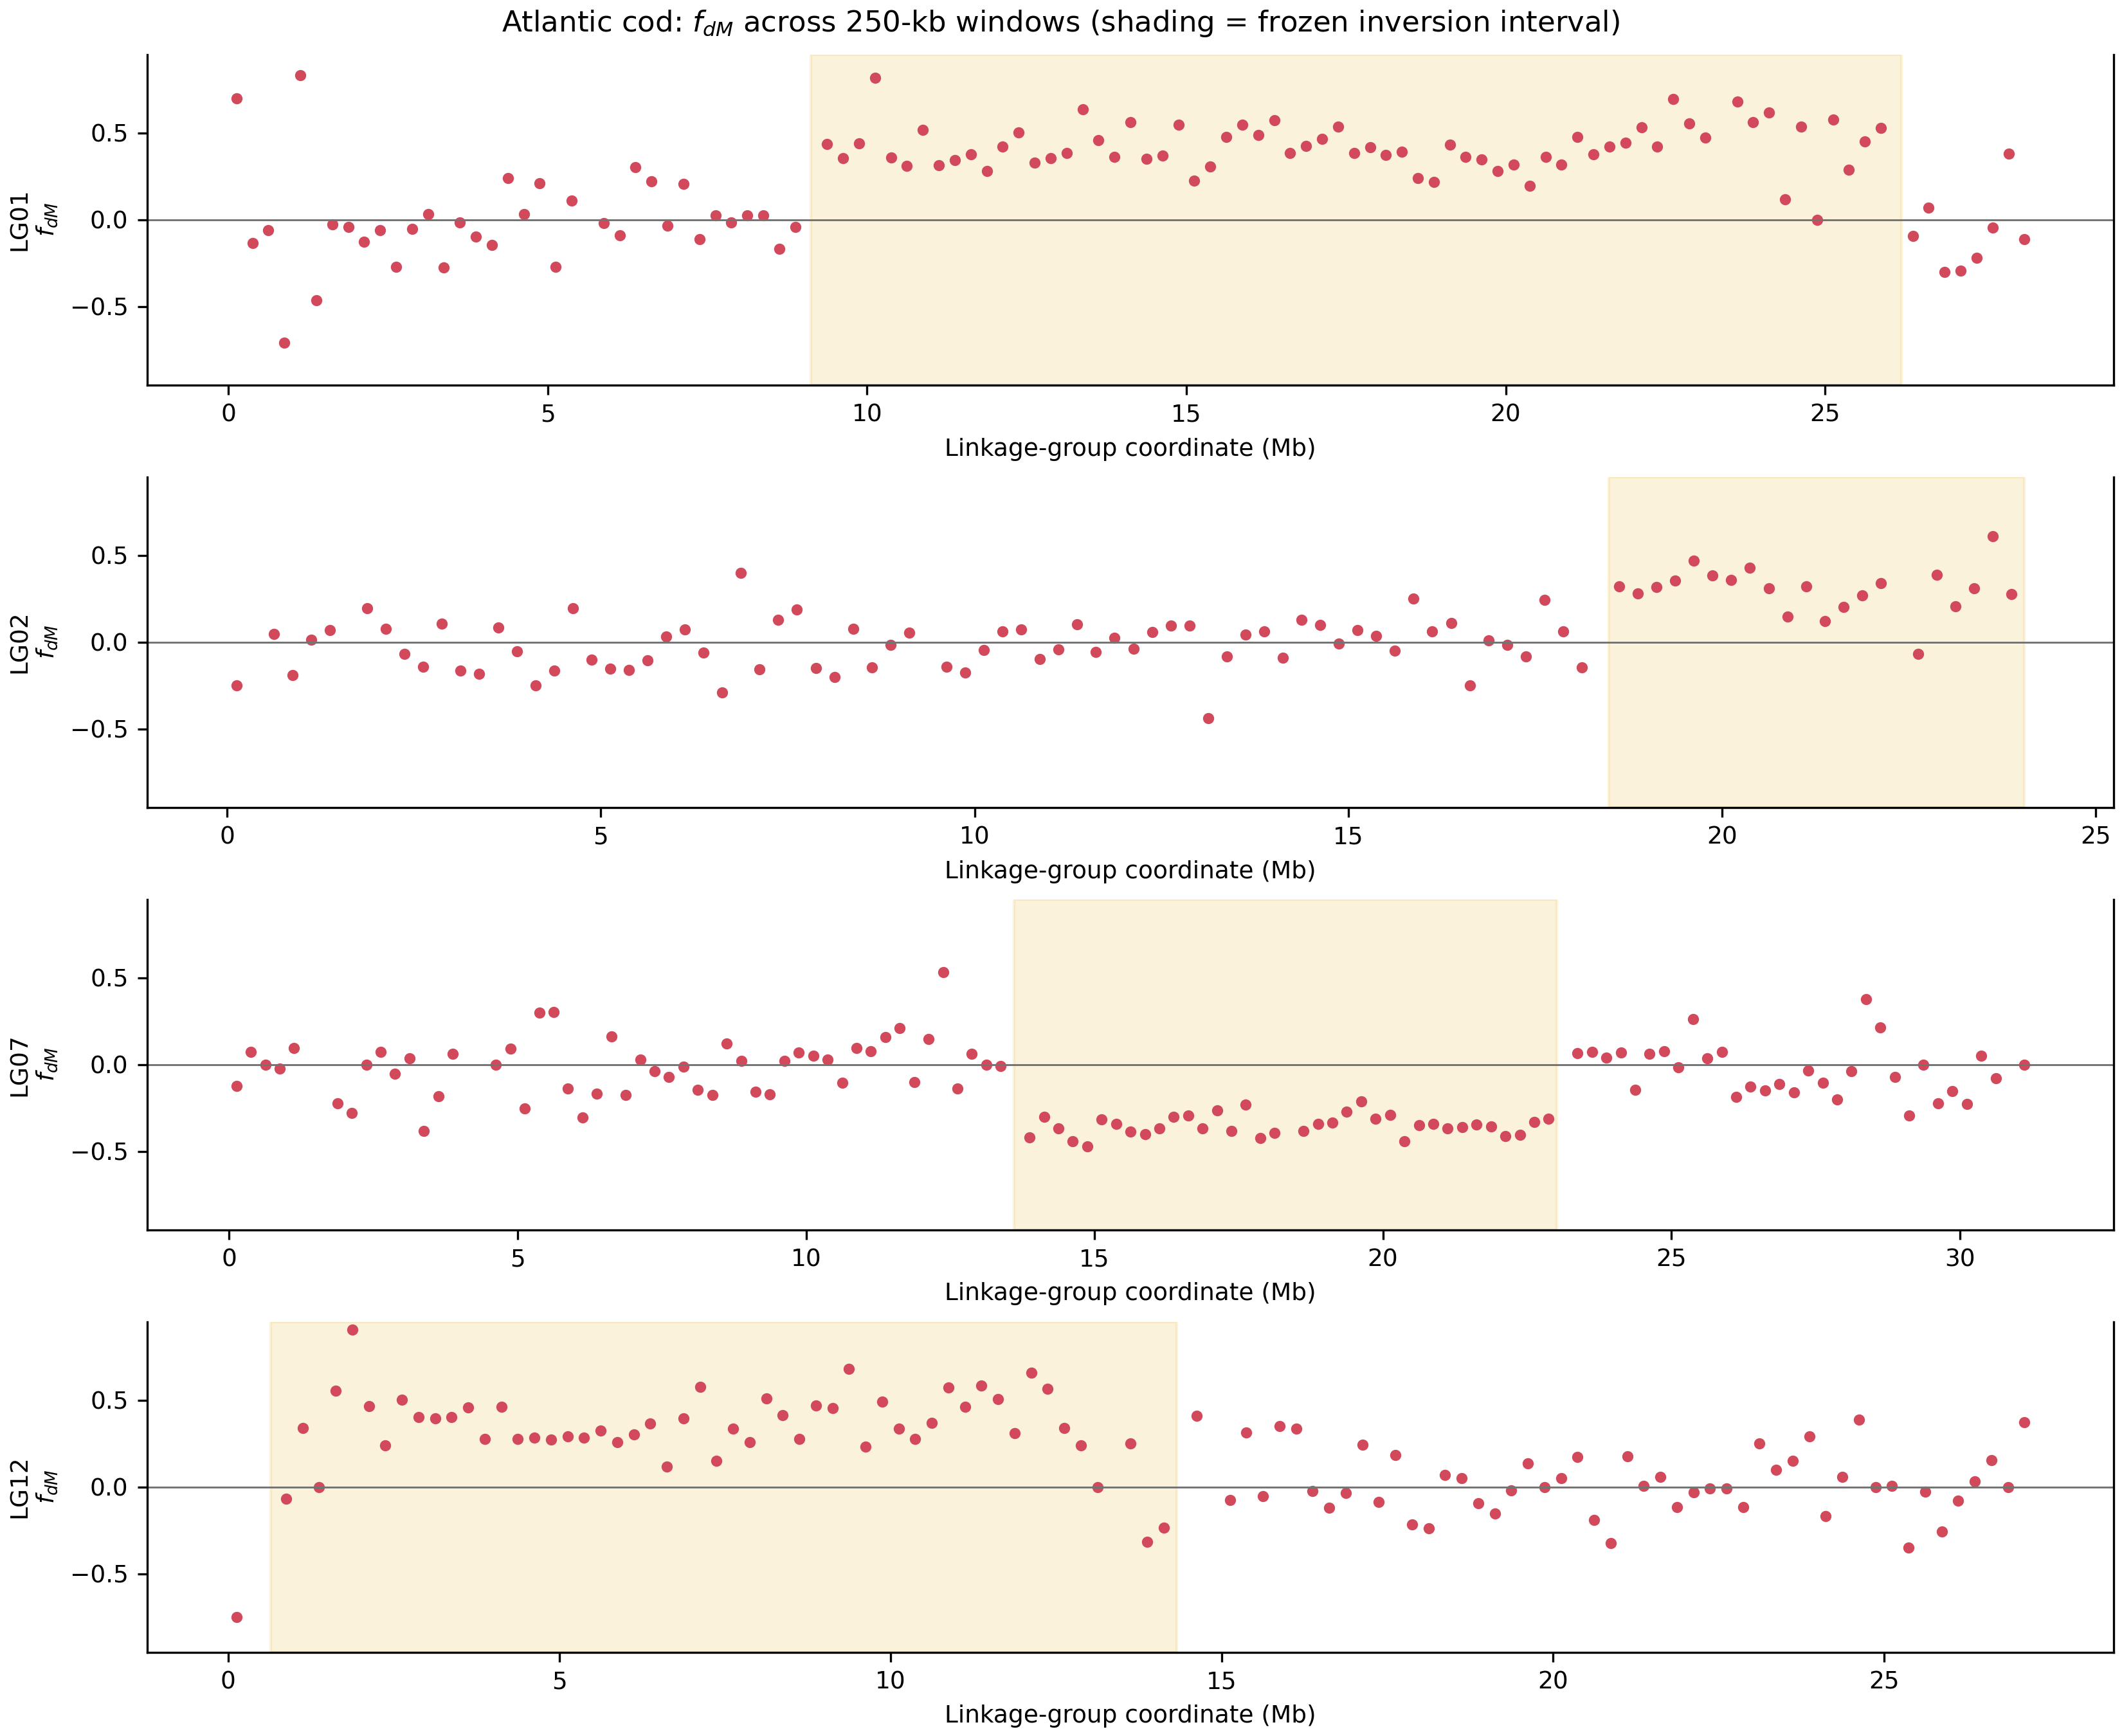 Atlantic cod: f_dM across 250-kb windows (shading = frozen inversion interval)
LG01
f_dM
0.5
0.0
−0.5
0 5 10 15 20 25
Linkage-group coordinate (Mb)
LG02
f_dM
0.5
0.0
−0.5
0 5 10 15 20 25
Linkage-group coordinate (Mb)
LG07
f_dM
0.5
0.0
−0.5
0 5 10 15 20 25 30
Linkage-group coordinate (Mb)
LG12
f_dM
0.5
0.0
−0.5
0 5 10 15 20 25
Linkage-group coordinate (Mb)